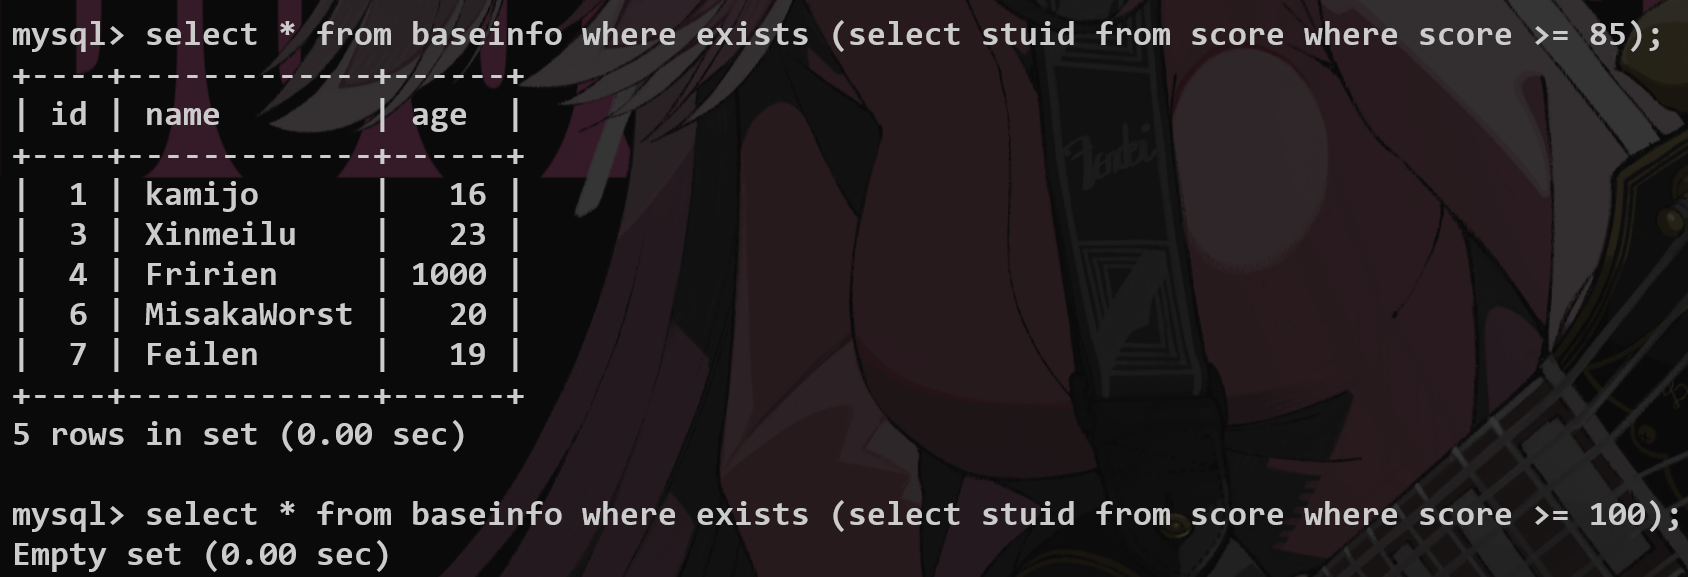 mysql> select * from baseinfo where exists (select stuid from score where score >= 85);
+----+-------------+------+
| id | name        | age  |
+----+-------------+------+
|  1 | kamijo      |   16 |
|  3 | Xinmeilu    |   23 |
|  4 | Fririen     | 1000 |
|  6 | MisakaWorst |   20 |
|  7 | Feilen      |   19 |
+----+-------------+------+
5 rows in set (0.00 sec)
mysql> select * from baseinfo where exists (select stuid from score where score >= 100);
Empty set (0.00 sec)